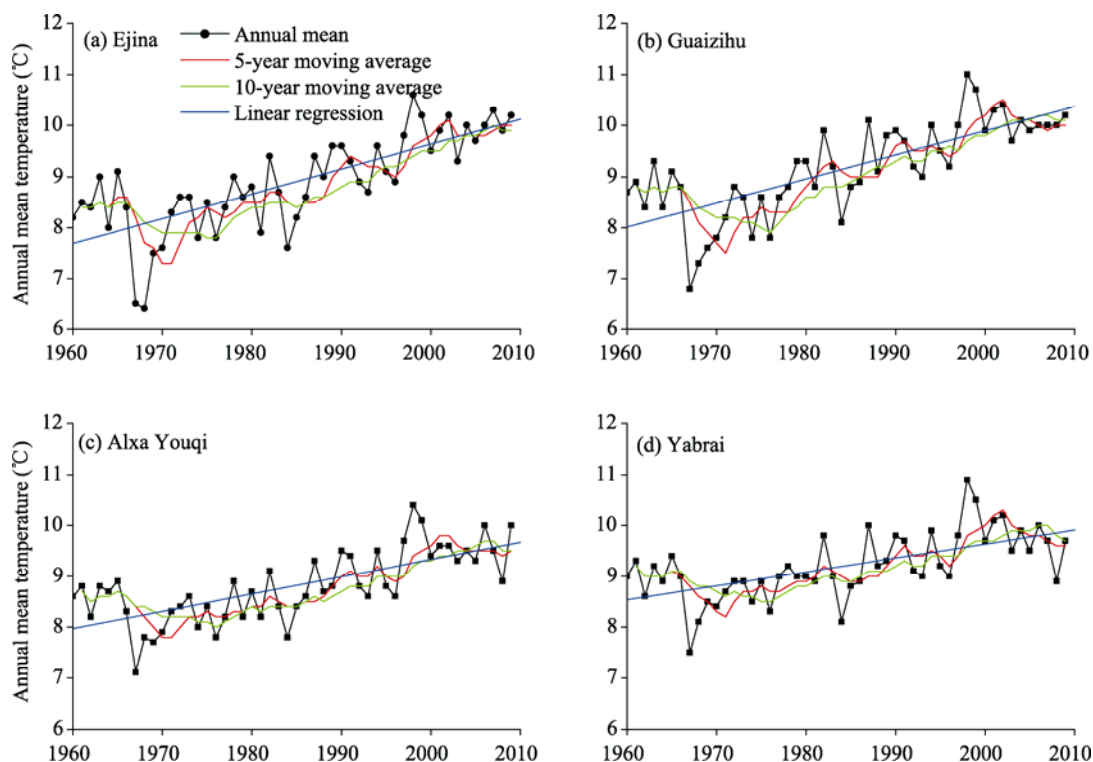 Annual mean temperature (℃)
12
11
10
9
8
7
6
(a) Ejina
Annual mean
5-year moving average
10-year moving average
Linear regression
1960 1970 1980 1990 2000 2010
12
11
10
9
8
7
6
(b) Guaizihu
1960 1970 1980 1990 2000 2010
Annual mean temperature (℃)
12
11
10
9
8
7
6
(c) Alxa Youqi
1960 1970 1980 1990 2000 2010
12
11
10
9
8
7
6
(d) Yabrai
1960 1970 1980 1990 2000 2010